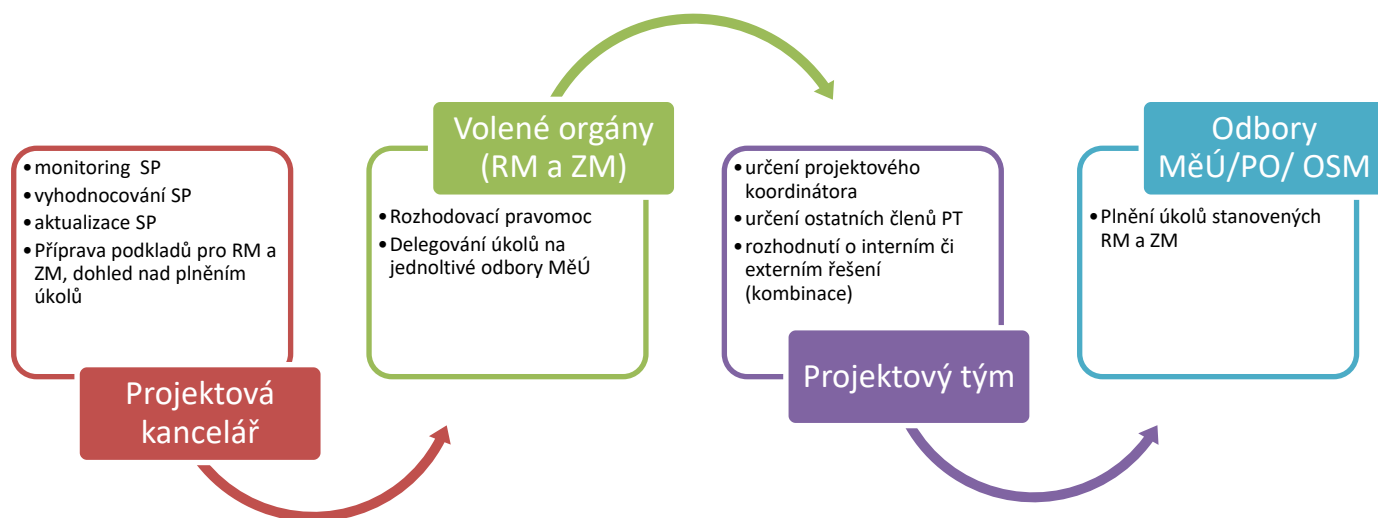 • monitoring SP
• vyhodnocování SP
• aktualizace SP
• Příprava podkladů pro RM a
ZM, dohled nad plněním
úkolů
Projektová
kancelář
Volené orgány
(RM a ZM)
• Rozhodovací pravomoc
• Delegování úkolů na
jednoltivé odbory MěÚ
• určení projektového
koordinátora
• určení ostatních členů PT
• rozhodnutí o interním či
externím řešení
(kombinace)
Projektový tým
Odbory
MěÚ/PO/ OSM
• Plnění úkolů stanovených
RM a ZM